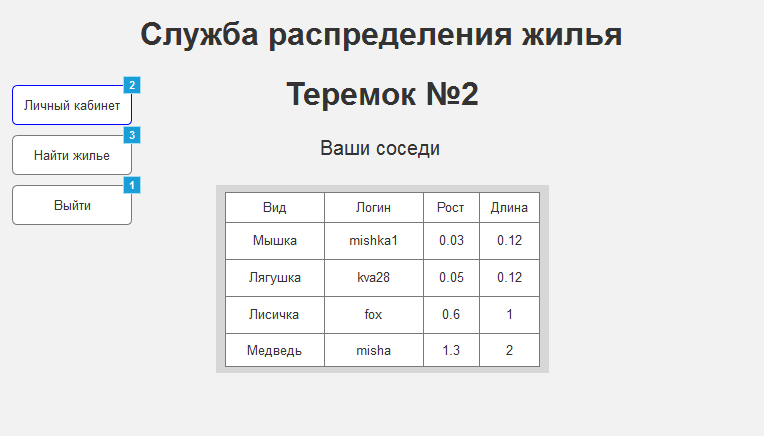 Служба распределения жилья
Теремок №2
2
Личный кабинет
3
Найти жилье
1
Выйти
Ваши соседи
Вид Логин Рост Длина
Мышка mishka1 0.03 0.12
Лягушка kva28 0.05 0.12
Лисичка fox 0.6 1
Медведь misha 1.3 2